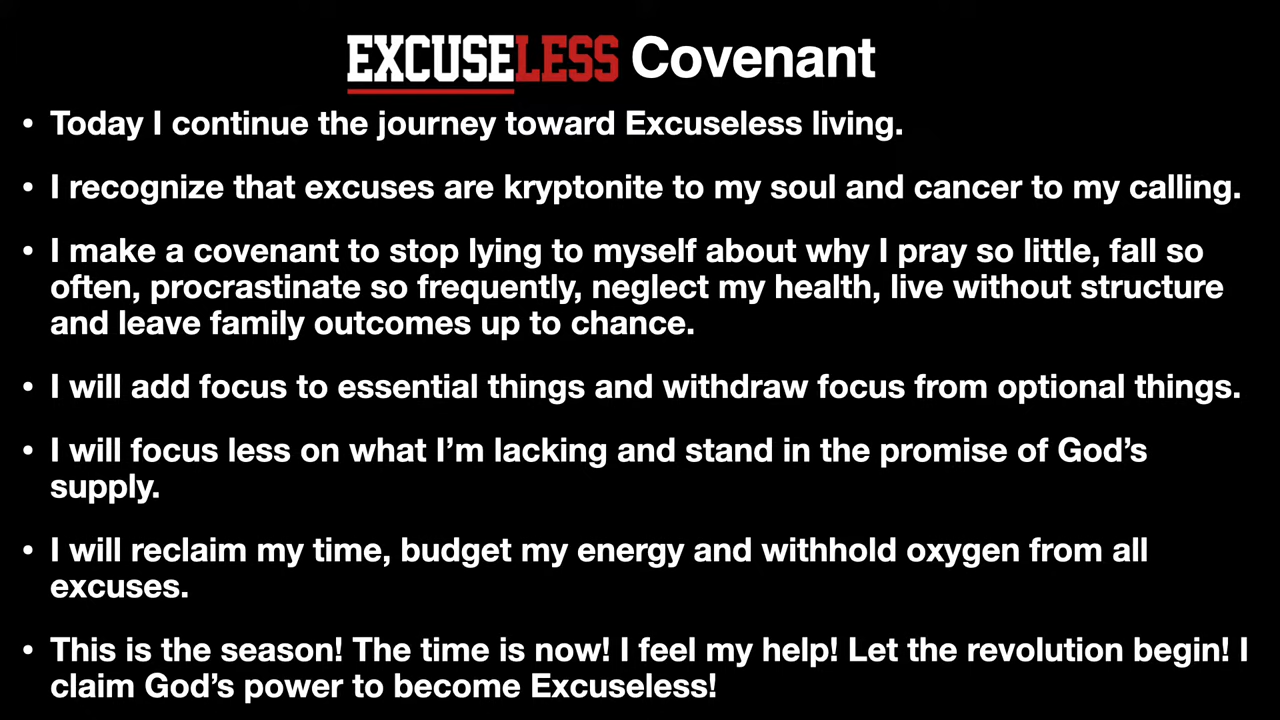 EXCUSELESS Covenant
• Today I continue the journey toward Excuseless living.
• I recognize that excuses are kryptonite to my soul and cancer to my calling.
• I make a covenant to stop lying to myself about why I pray so little, fall so
often, procrastinate so frequently, neglect my health, live without structure
and leave family outcomes up to chance.
• I will add focus to essential things and withdraw focus from optional things.
• I will focus less on what I’m lacking and stand in the promise of God’s
supply.
• I will reclaim my time, budget my energy and withhold oxygen from all
excuses.
• This is the season! The time is now! I feel my help! Let the revolution begin! I
claim God’s power to become Excuseless!